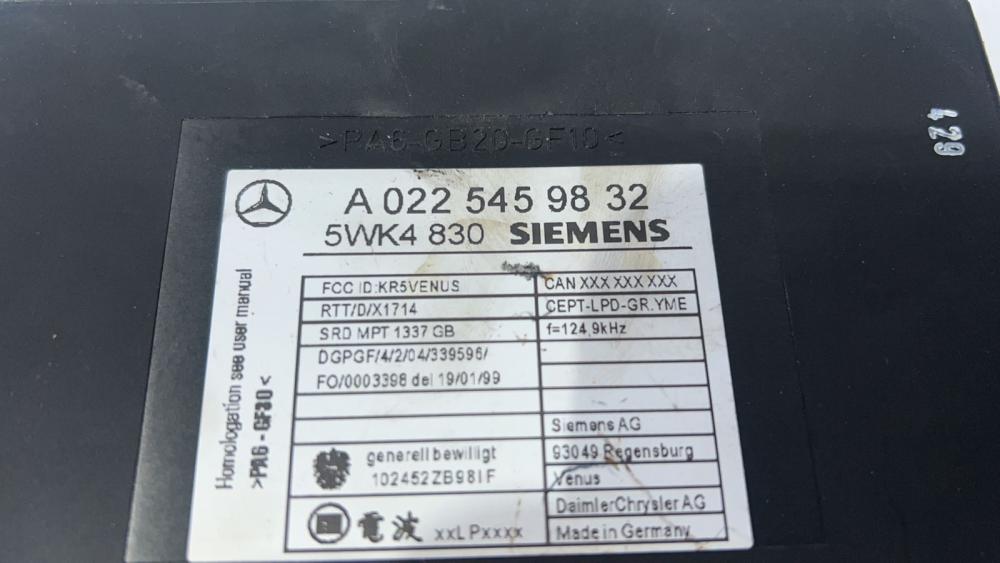 >PA6-GB20-GF10<
429
A 022 545 98 32
5WK4 830 SIEMENS
FCC ID:KR5VENUS
CAN XXX XXX XXX
RTT/D/X1714
CEPT-LPD-GR.YME
SRD MPT 1337 GB
f=124,9kHz
DGPGF/4/2/04/339596/
FO/0003398 del 19/01/99
Siemens AG
generell bewilligt
93049 Regensburg
102452ZB98IF
Venus
DaimlerChrysler AG
電波 xxLPxxxx
Made in Germany
Homologation see user manual
>PA6-GF30<